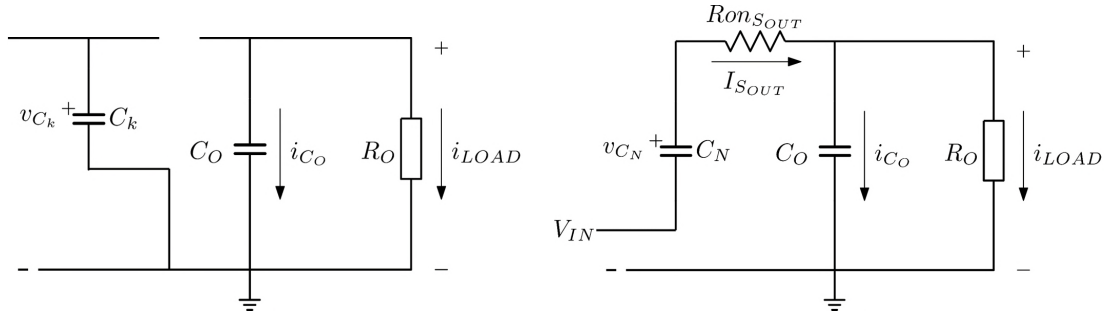 v_{C_k}
+
C_k
C_O
i_{C_O}
R_O
i_{LOAD}
+
−
Ron_{S_{OUT}}
I_{S_{OUT}}
v_{C_N}
+
C_N
V_{IN}
C_O
i_{C_O}
R_O
i_{LOAD}
+
−